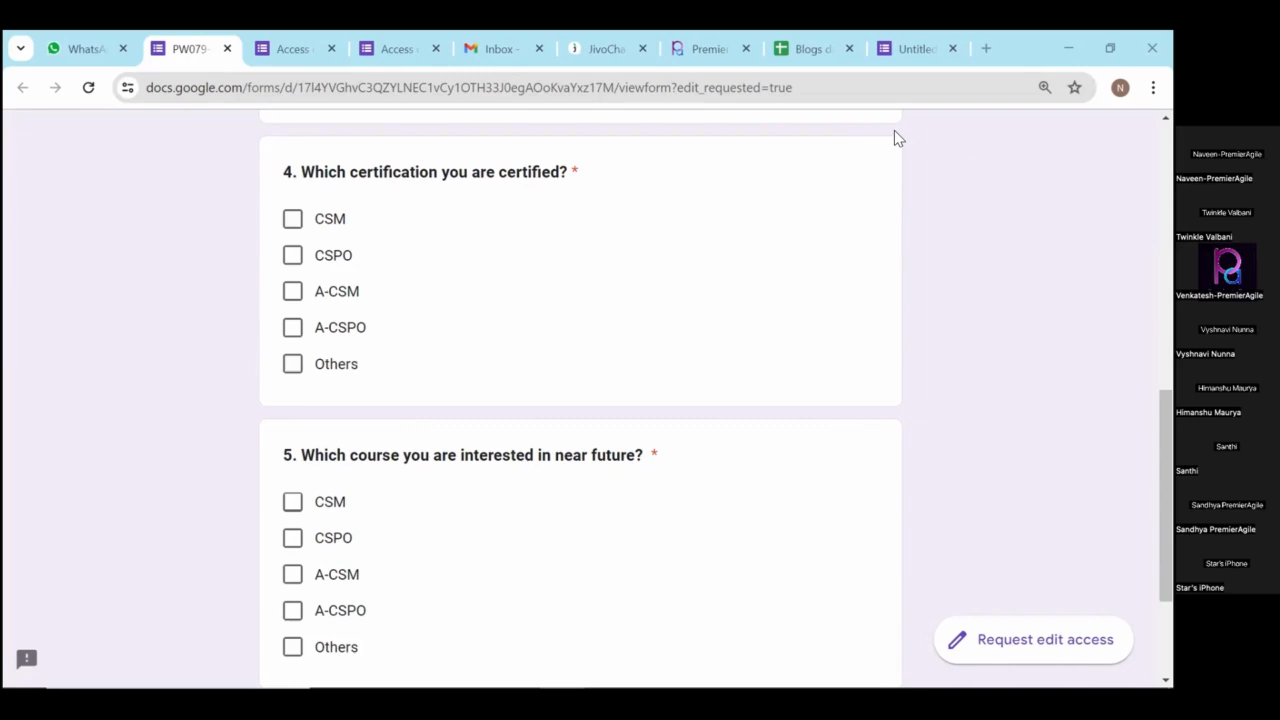 WhatsA
PW079-
Access
Access
Inbox -
JivoCha
Premier
Blogs d
Untitled
docs.google.com/forms/d/17l4YVGhvC3QZYLNEC1vCy1OTH33J0egAOoKvaYxz17M/viewform?edit_requested=true
N
4. Which certification you are certified? *
CSM
CSPO
A-CSM
A-CSPO
Others
5. Which course you are interested in near future? *
CSM
CSPO
A-CSM
A-CSPO
Others
Request edit access
Naveen-PremierAgile
Naveen-PremierAgile
Twinkle Valbani
Twinkle Valbani
Venkatesh-PremierAgile
Vyshnavi Nunna
Vyshnavi Nunna
Himanshu Maurya
Himanshu Maurya
Santhi
Santhi
Sandhya PremierAgile
Sandhya PremierAgile
Star's iPhone
Star's iPhone